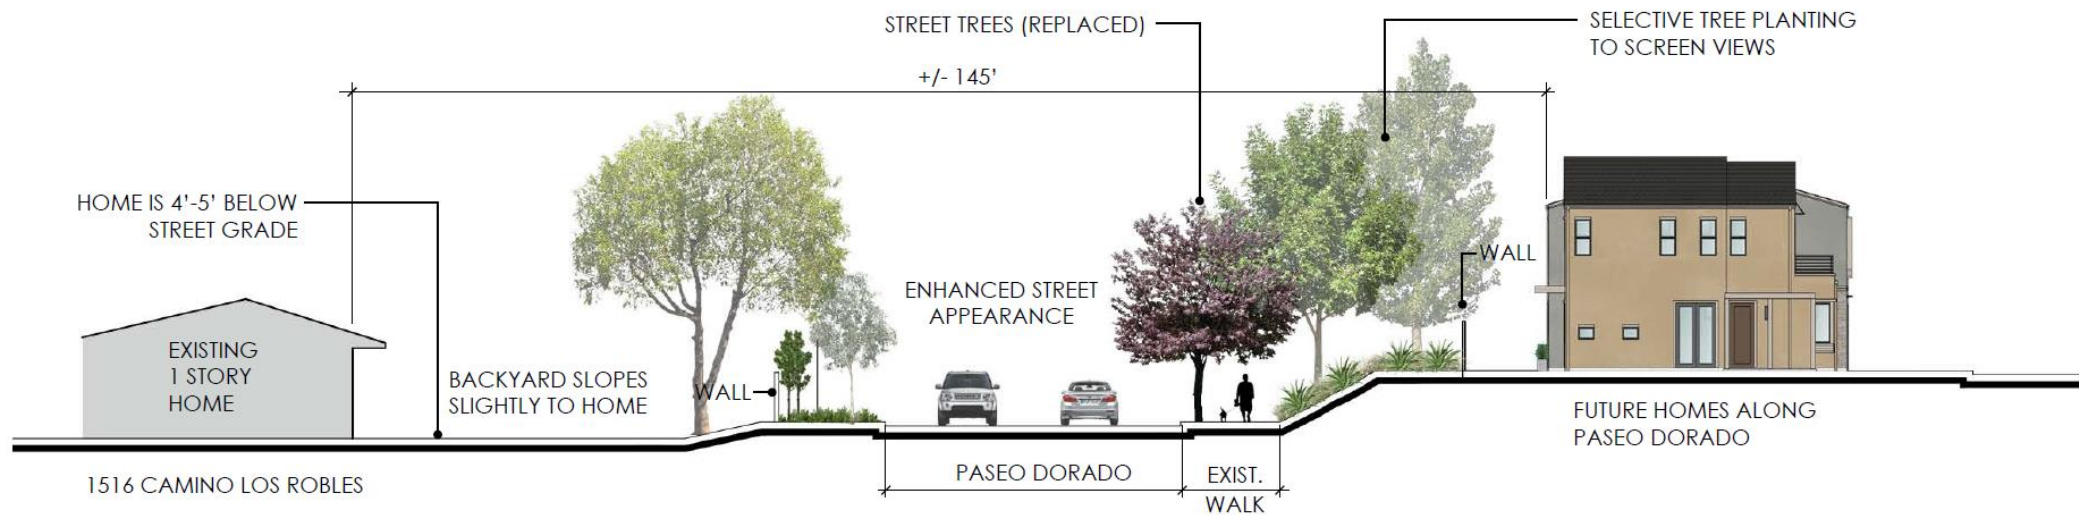 STREET TREES (REPLACED)
SELECTIVE TREE PLANTING
TO SCREEN VIEWS
+/- 145'
HOME IS 4'-5' BELOW
STREET GRADE
WALL
ENHANCED STREET
APPEARANCE
EXISTING
1 STORY
HOME
BACKYARD SLOPES
SLIGHTLY TO HOME
WALL
FUTURE HOMES ALONG
PASEO DORADO
1516 CAMINO LOS ROBLES
PASEO DORADO
EXIST.
WALK